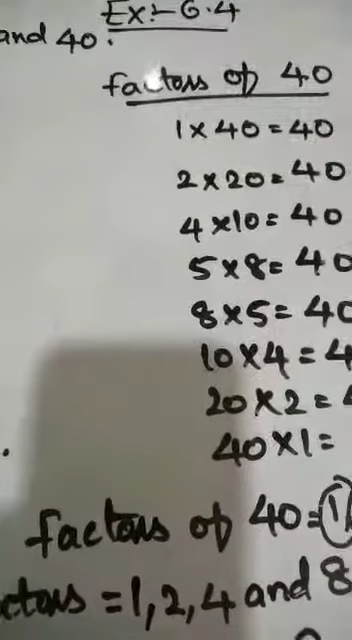 Ex:- 6.4
and 40.
factors of 40
1 x 40 = 40
2 x 20 = 40
4 x 10 = 40
5 x 8 = 40
8 x 5 = 40
10 x 4 = 4
20 x 2 =
40 x 1 =
factors of 40 = 1
ctors = 1, 2, 4 and 8